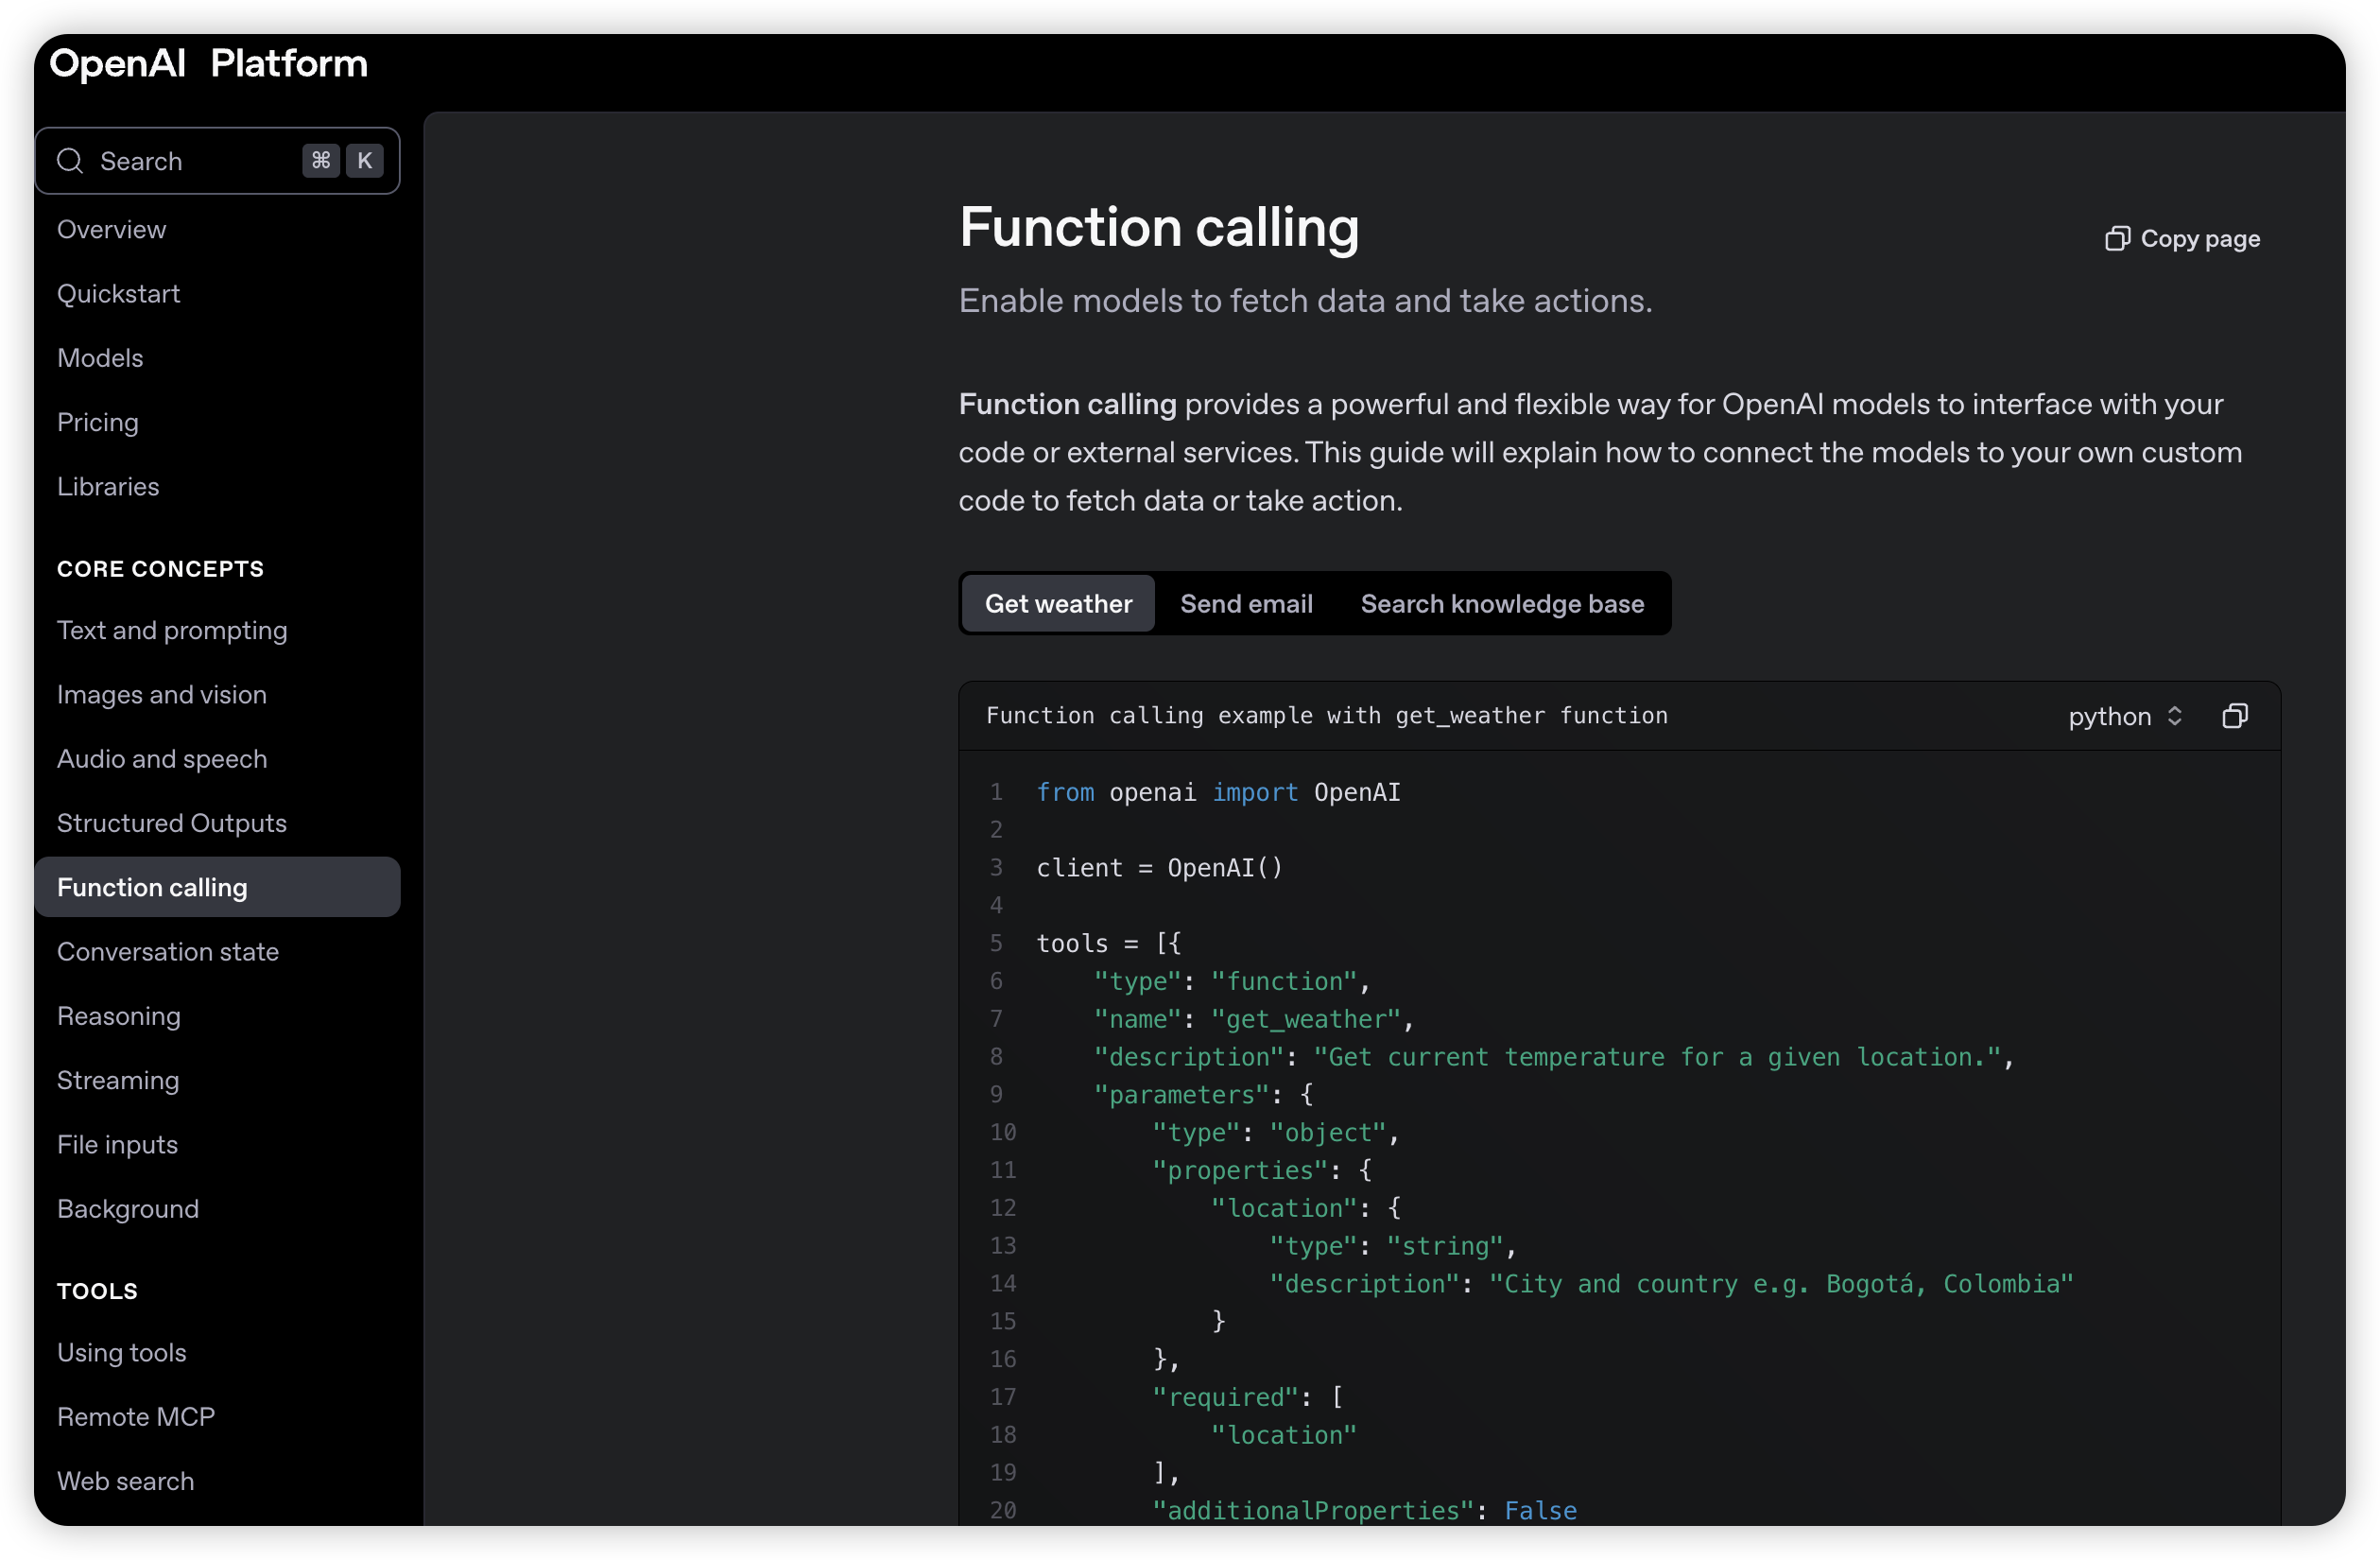 OpenAI Platform
Search ⌘ K
Overview
Quickstart
Models
Pricing
Libraries
CORE CONCEPTS
Text and prompting
Images and vision
Audio and speech
Structured Outputs
Function calling
Conversation state
Reasoning
Streaming
File inputs
Background
TOOLS
Using tools
Remote MCP
Web search
Function calling
Copy page
Enable models to fetch data and take actions.
Function calling provides a powerful and flexible way for OpenAI models to interface with your
code or external services. This guide will explain how to connect the models to your own custom
code to fetch data or take action.
Get weather Send email Search knowledge base
Function calling example with get_weather function python
1 from openai import OpenAI
2
3 client = OpenAI()
4
5 tools = [{
6     "type": "function",
7     "name": "get_weather",
8     "description": "Get current temperature for a given location.",
9     "parameters": {
10         "type": "object",
11         "properties": {
12             "location": {
13                 "type": "string",
14                 "description": "City and country e.g. Bogotá, Colombia"
15             }
16         },
17         "required": [
18             "location"
19         ],
20         "additionalProperties": False